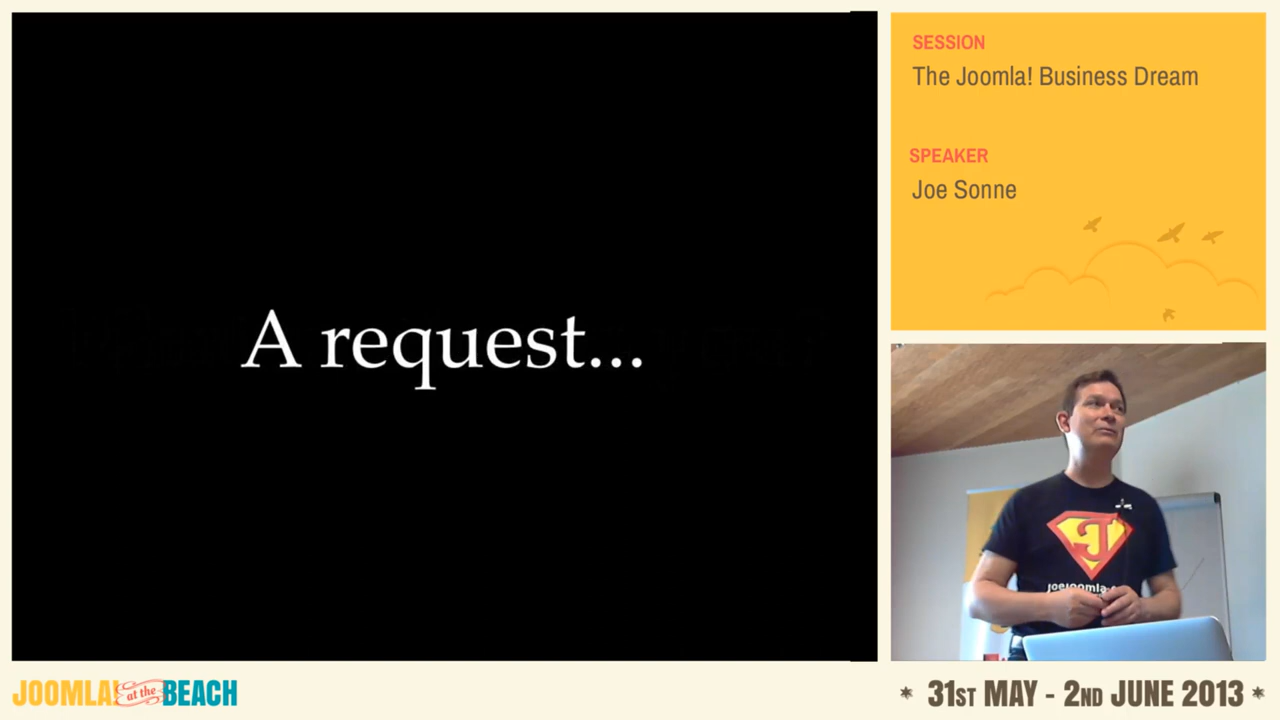 A request...
SESSION
The Joomla! Business Dream
SPEAKER
Joe Sonne
J
JOOMLA! at the BEACH
* 31ST MAY - 2ND JUNE 2013 *